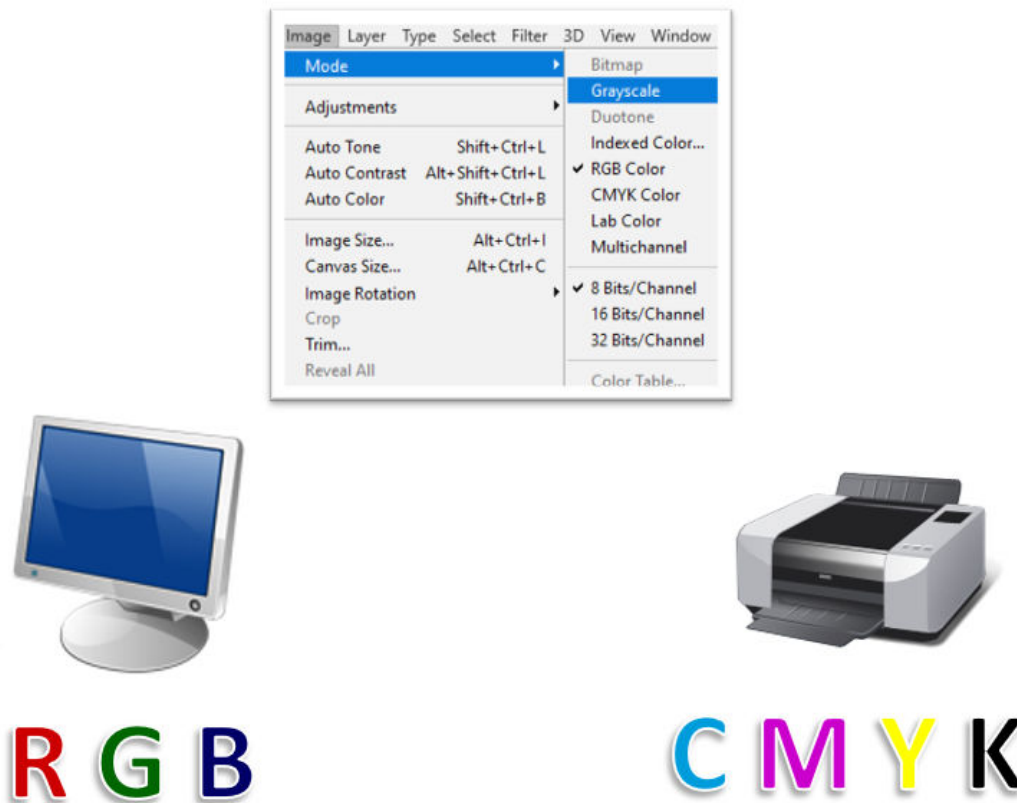 Image Layer Type Select Filter 3D View Window
Mode
Adjustments
Auto Tone Shift+Ctrl+L
Auto Contrast Alt+Shift+Ctrl+L
Auto Color Shift+Ctrl+B
Image Size... Alt+Ctrl+I
Canvas Size... Alt+Ctrl+C
Image Rotation
Crop
Trim...
Reveal All
Bitmap
Grayscale
Duotone
Indexed Color...
✔ RGB Color
CMYK Color
Lab Color
Multichannel
✔ 8 Bits/Channel
16 Bits/Channel
32 Bits/Channel
Color Table...
R G B
C M Y K